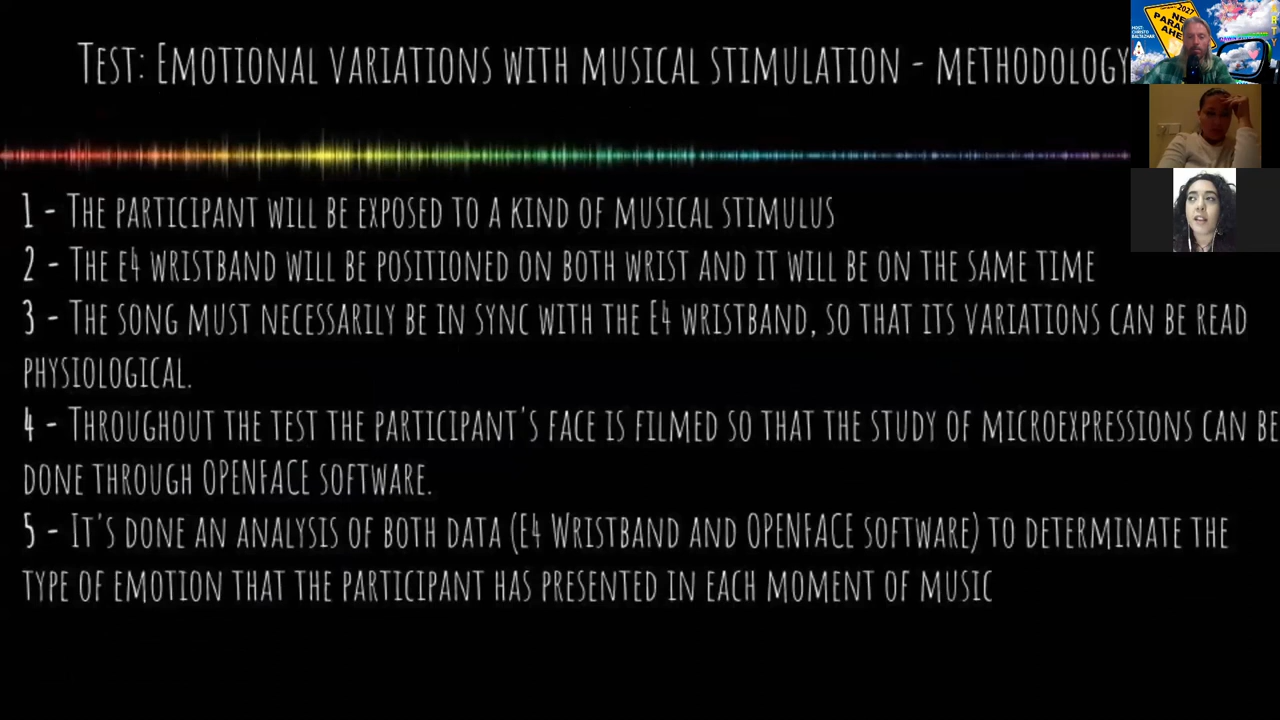 Test: Emotional variations with musical stimulation - methodology
1 - The participant will be exposed to a kind of musical stimulus
2 - The e4 wristband will be positioned on both wrist and it will be on the same time
3 - The song must necessarily be in sync with the E4 wristband, so that its variations can be read
physiological.
4 - Throughout the test the participant's face is filmed so that the study of microexpressions can be
done through OPENFACE software.
5 - It's done an analysis of both data (E4 Wristband and OPENFACE software) to determinate the
type of emotion that the participant has presented in each moment of music
2027
HOST
CHRISTO